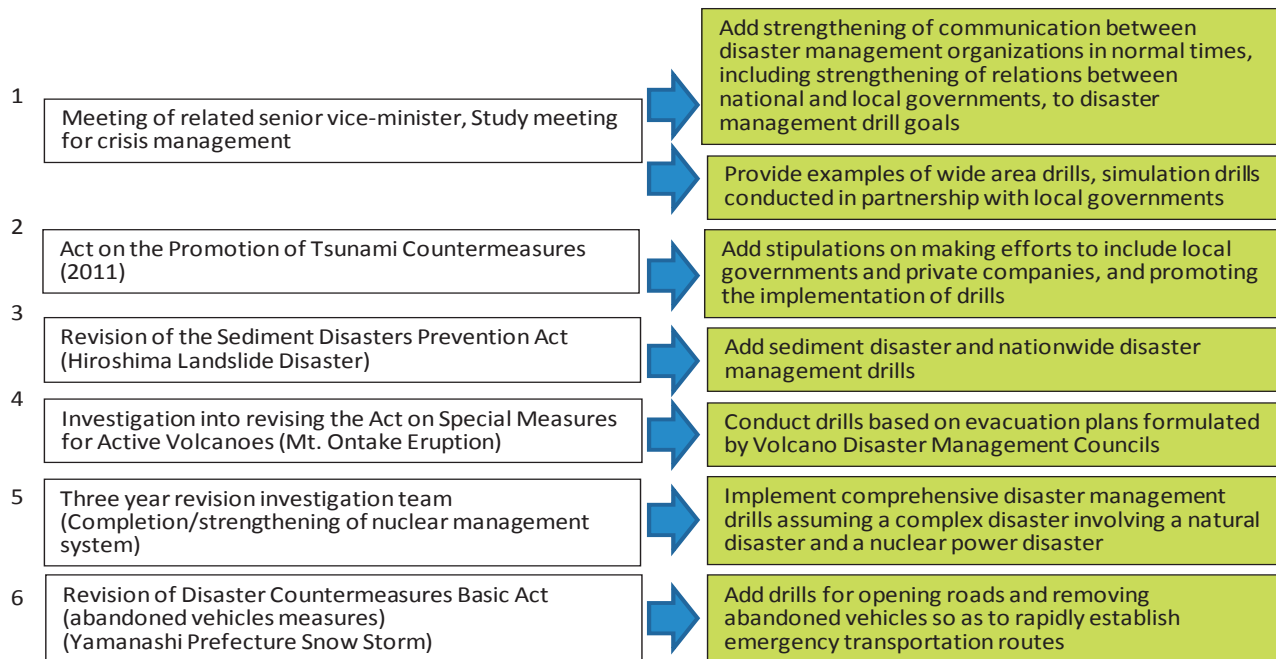 1
Meeting of related senior vice-minister, Study meeting
for crisis management
Add strengthening of communication between
disaster management organizations in normal times,
including strengthening of relations between
national and local governments, to disaster
management drill goals
Provide examples of wide area drills, simulation drills
conducted in partnership with local governments
2
Act on the Promotion of Tsunami Countermeasures
(2011)
Add stipulations on making efforts to include local
governments and private companies, and promoting
the implementation of drills
3
Revision of the Sediment Disasters Prevention Act
(Hiroshima Landslide Disaster)
Add sediment disaster and nationwide disaster
management drills
4
Investigation into revising the Act on Special Measures
for Active Volcanoes (Mt. Ontake Eruption)
Conduct drills based on evacuation plans formulated
by Volcano Disaster Management Councils
5
Three year revision investigation team
(Completion/strengthening of nuclear management
system)
Implement comprehensive disaster management
drills assuming a complex disaster involving a natural
disaster and a nuclear power disaster
6
Revision of Disaster Countermeasures Basic Act
(abandoned vehicles measures)
(Yamanashi Prefecture Snow Storm)
Add drills for opening roads and removing
abandoned vehicles so as to rapidly establish
emergency transportation routes